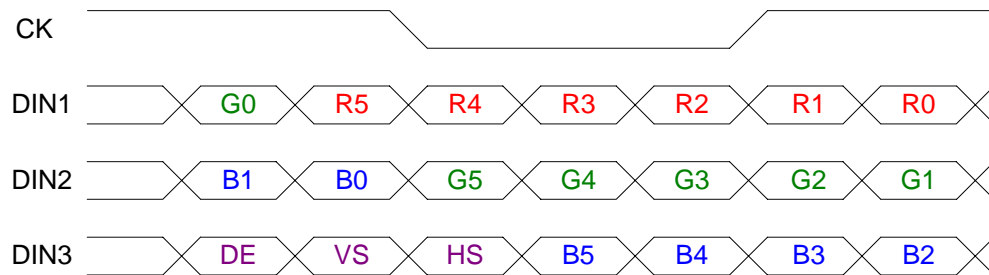 CK
DIN1 G0 R5 R4 R3 R2 R1 R0
DIN2 B1 B0 G5 G4 G3 G2 G1
DIN3 DE VS HS B5 B4 B3 B2